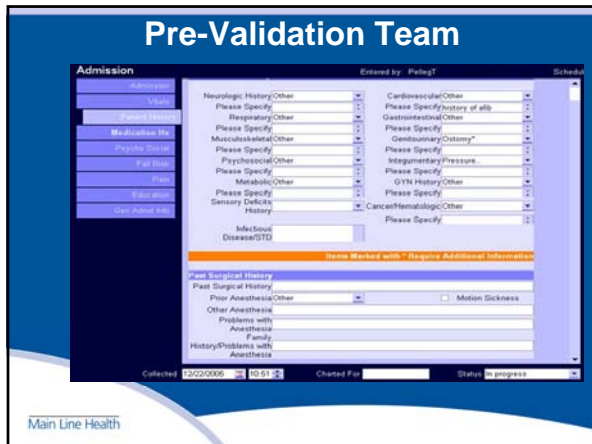 Pre-Validation Team
Admission Entered by: PellegT Schedul
Admission
Vitals
Patient History
Medication Hx
Psycho Social
Fall Risk
Pain
Education
Gen Admit Info
Neurologic History Other Cardiovascular Other
Please Specify Please Specify history of afib
Respiratory Other Gastrointestinal Other
Please Specify Please Specify
Musculoskeletal Other Genitourinary Ostomy*
Please Specify Please Specify
Psychosocial Other Integumentary Pressure...
Please Specify Please Specify
Metabolic Other GYN History Other
Please Specify Please Specify
Sensory Deficits
History Cancer/Hematologic Other
Please Specify
Infectious
Disease/STD
Items Marked with * Require Additional Information
Past Surgical History
Past Surgical History
Prior Anesthesia Other Motion Sickness
Other Anesthesia
Problems with
Anesthesia
Family
History/Problems with
Anesthesia
Collected 12/22/2005 10:51 Charted For Status In progress
Main Line Health